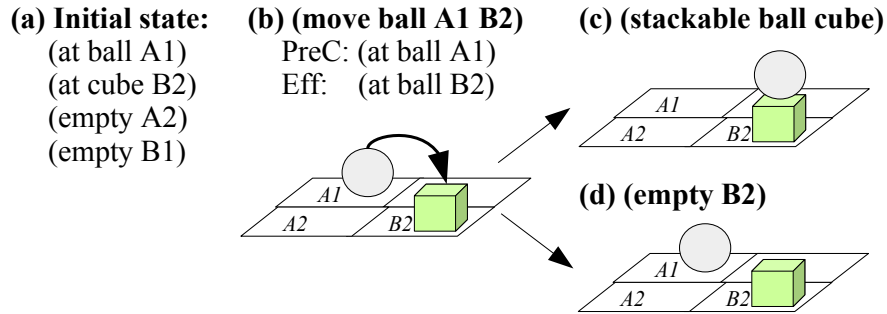 (a) Initial state:
(at ball A1)
(at cube B2)
(empty A2)
(empty B1)
(b) (move ball A1 B2)
PreC: (at ball A1)
Eff: (at ball B2)
A1
A2
B2
(c) (stackable ball cube)
A1
A2
B2
(d) (empty B2)
A1
A2
B2